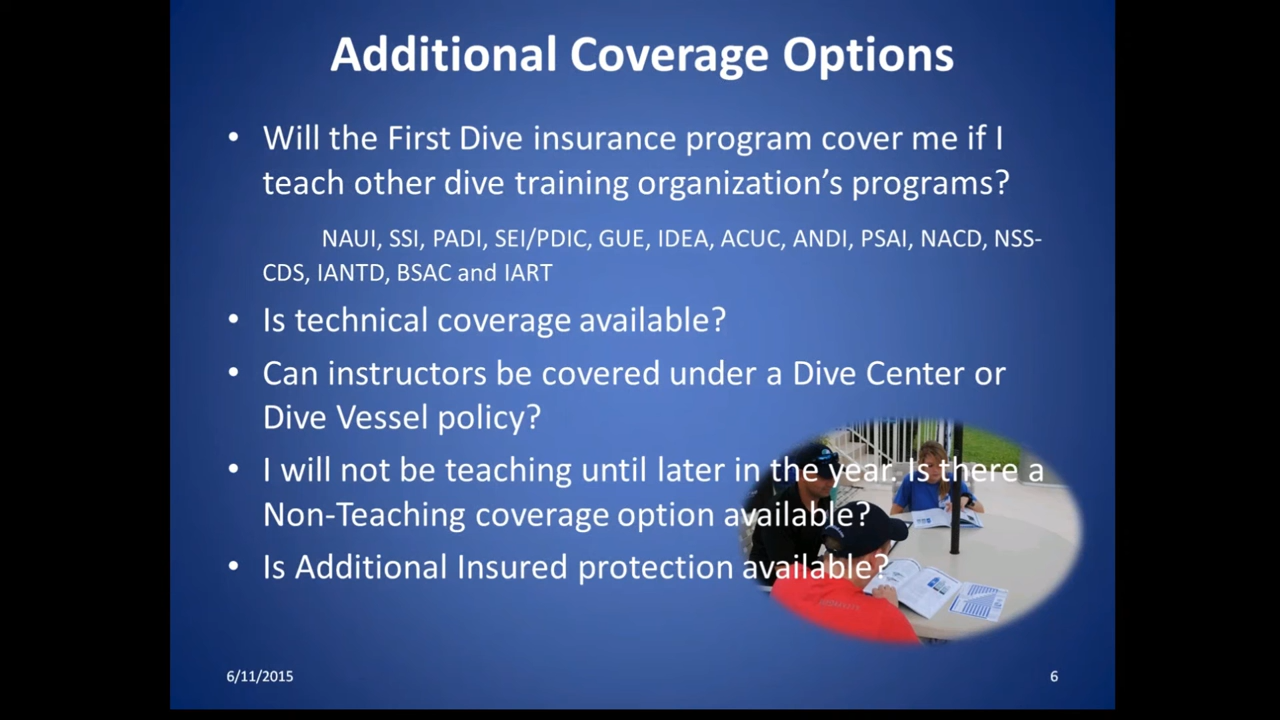 Additional Coverage Options
• Will the First Dive insurance program cover me if I
teach other dive training organization's programs?
NAUI, SSI, PADI, SEI/PDIC, GUE, IDEA, ACUC, ANDI, PSAI, NACD, NSS-
CDS, IANTD, BSAC and IART
• Is technical coverage available?
• Can instructors be covered under a Dive Center or
Dive Vessel policy?
• I will not be teaching until later in the year. Is there a
Non-Teaching coverage option available?
• Is Additional Insured protection available?
6/11/2015
6